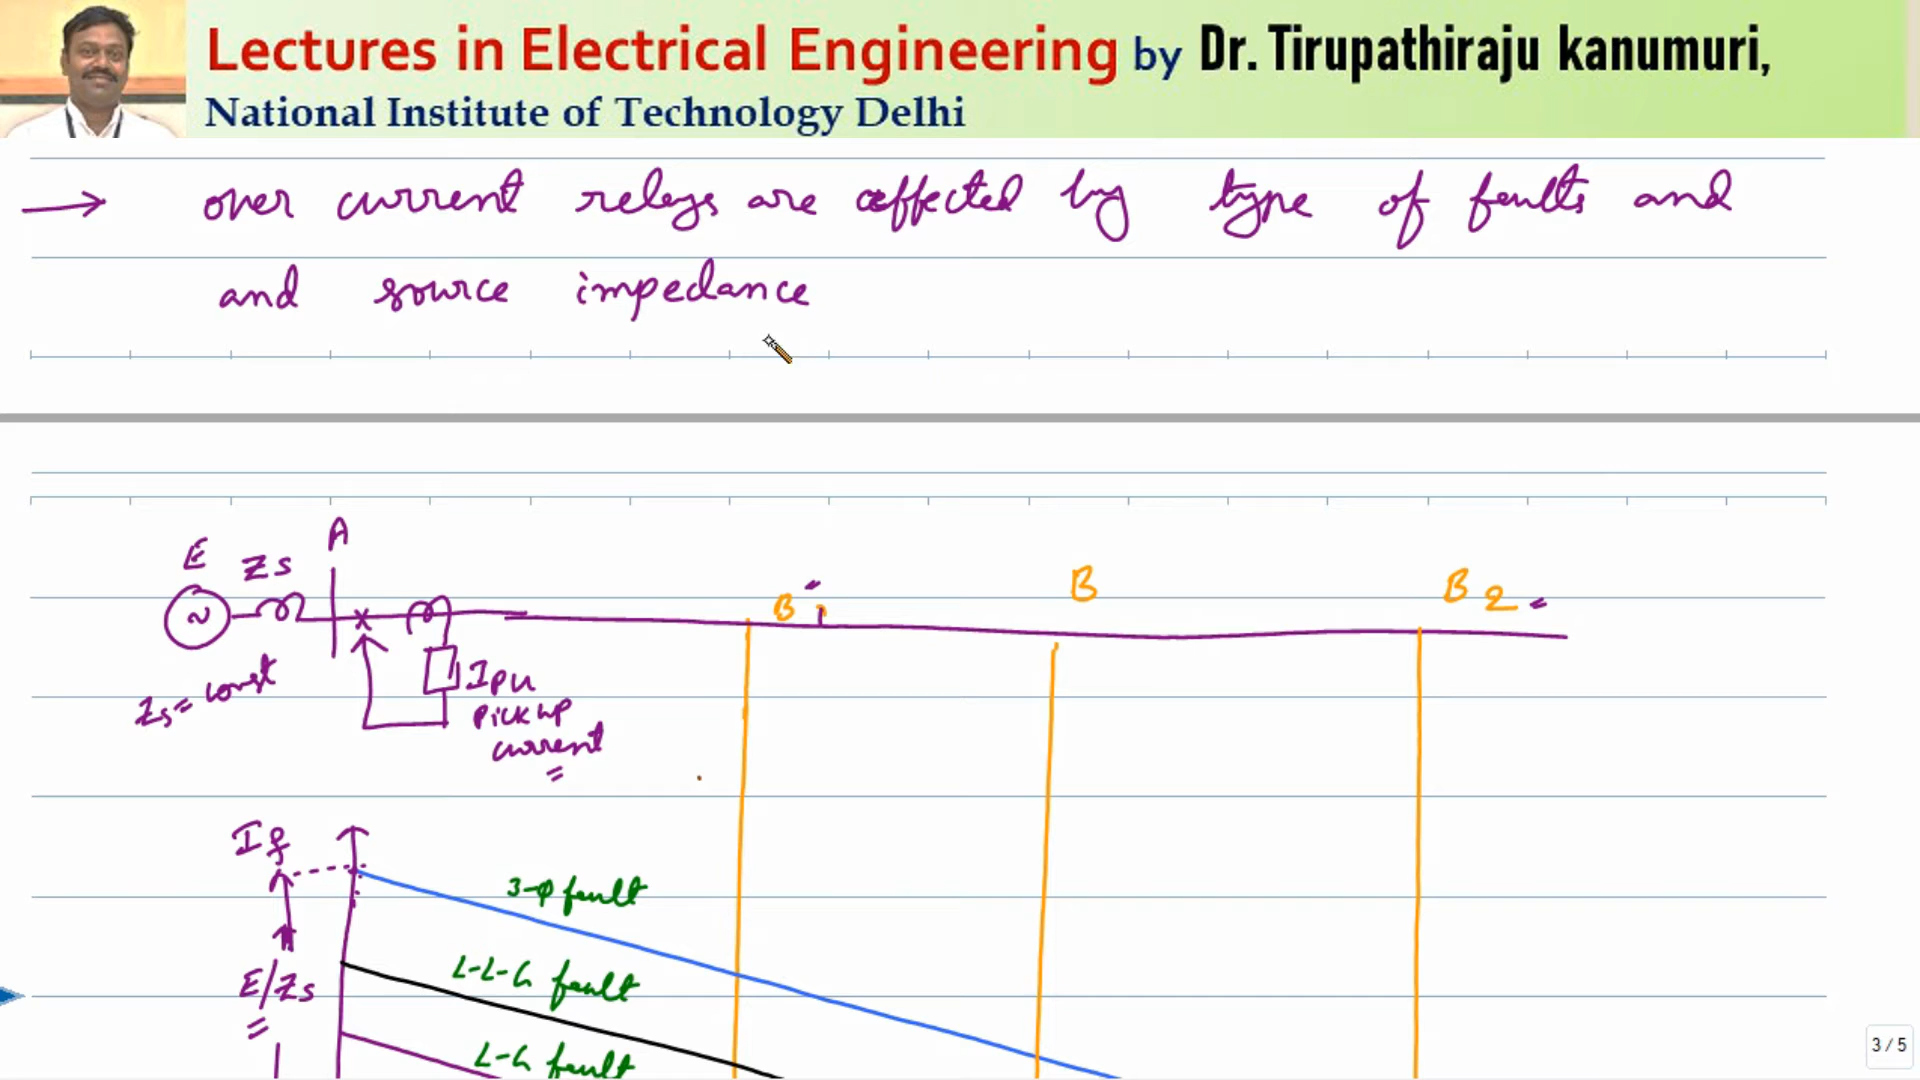 Lectures in Electrical Engineering by Dr. Tirupathiraju kanumuri,
National Institute of Technology Delhi
→ over current relays are affected by type of faults and
and source impedance
A
E Zs
B1 B B2
Zs = const
IPU
Pick up
current
If
3-φ fault
L-L-G fault
E/Zs
L-G fault
3 / 5